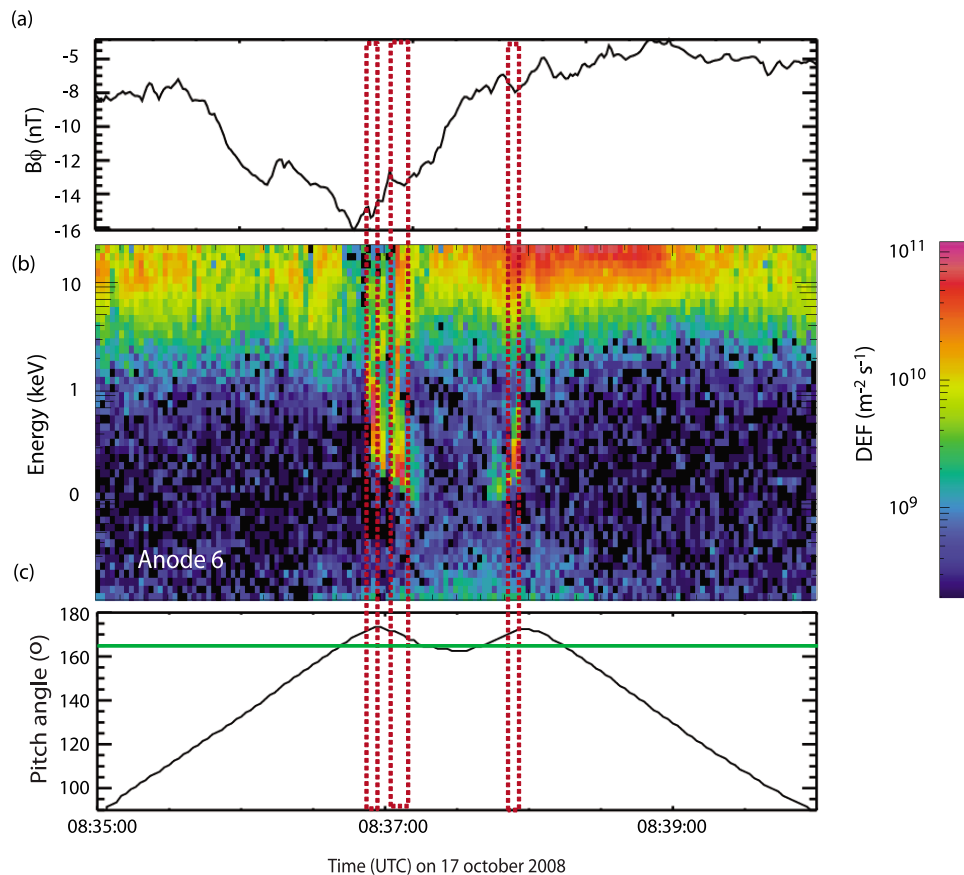 (a)
-5
-8
-10
-12
-14
-16
Bϕ (nT)
(b)
10
1
0
Energy (keV)
Anode 6
10¹¹
10¹⁰
10⁹
DEF (m⁻² s⁻¹)
(c)
180
160
140
120
100
Pitch angle (O)
08:35:00
08:37:00
08:39:00
Time (UTC) on 17 october 2008